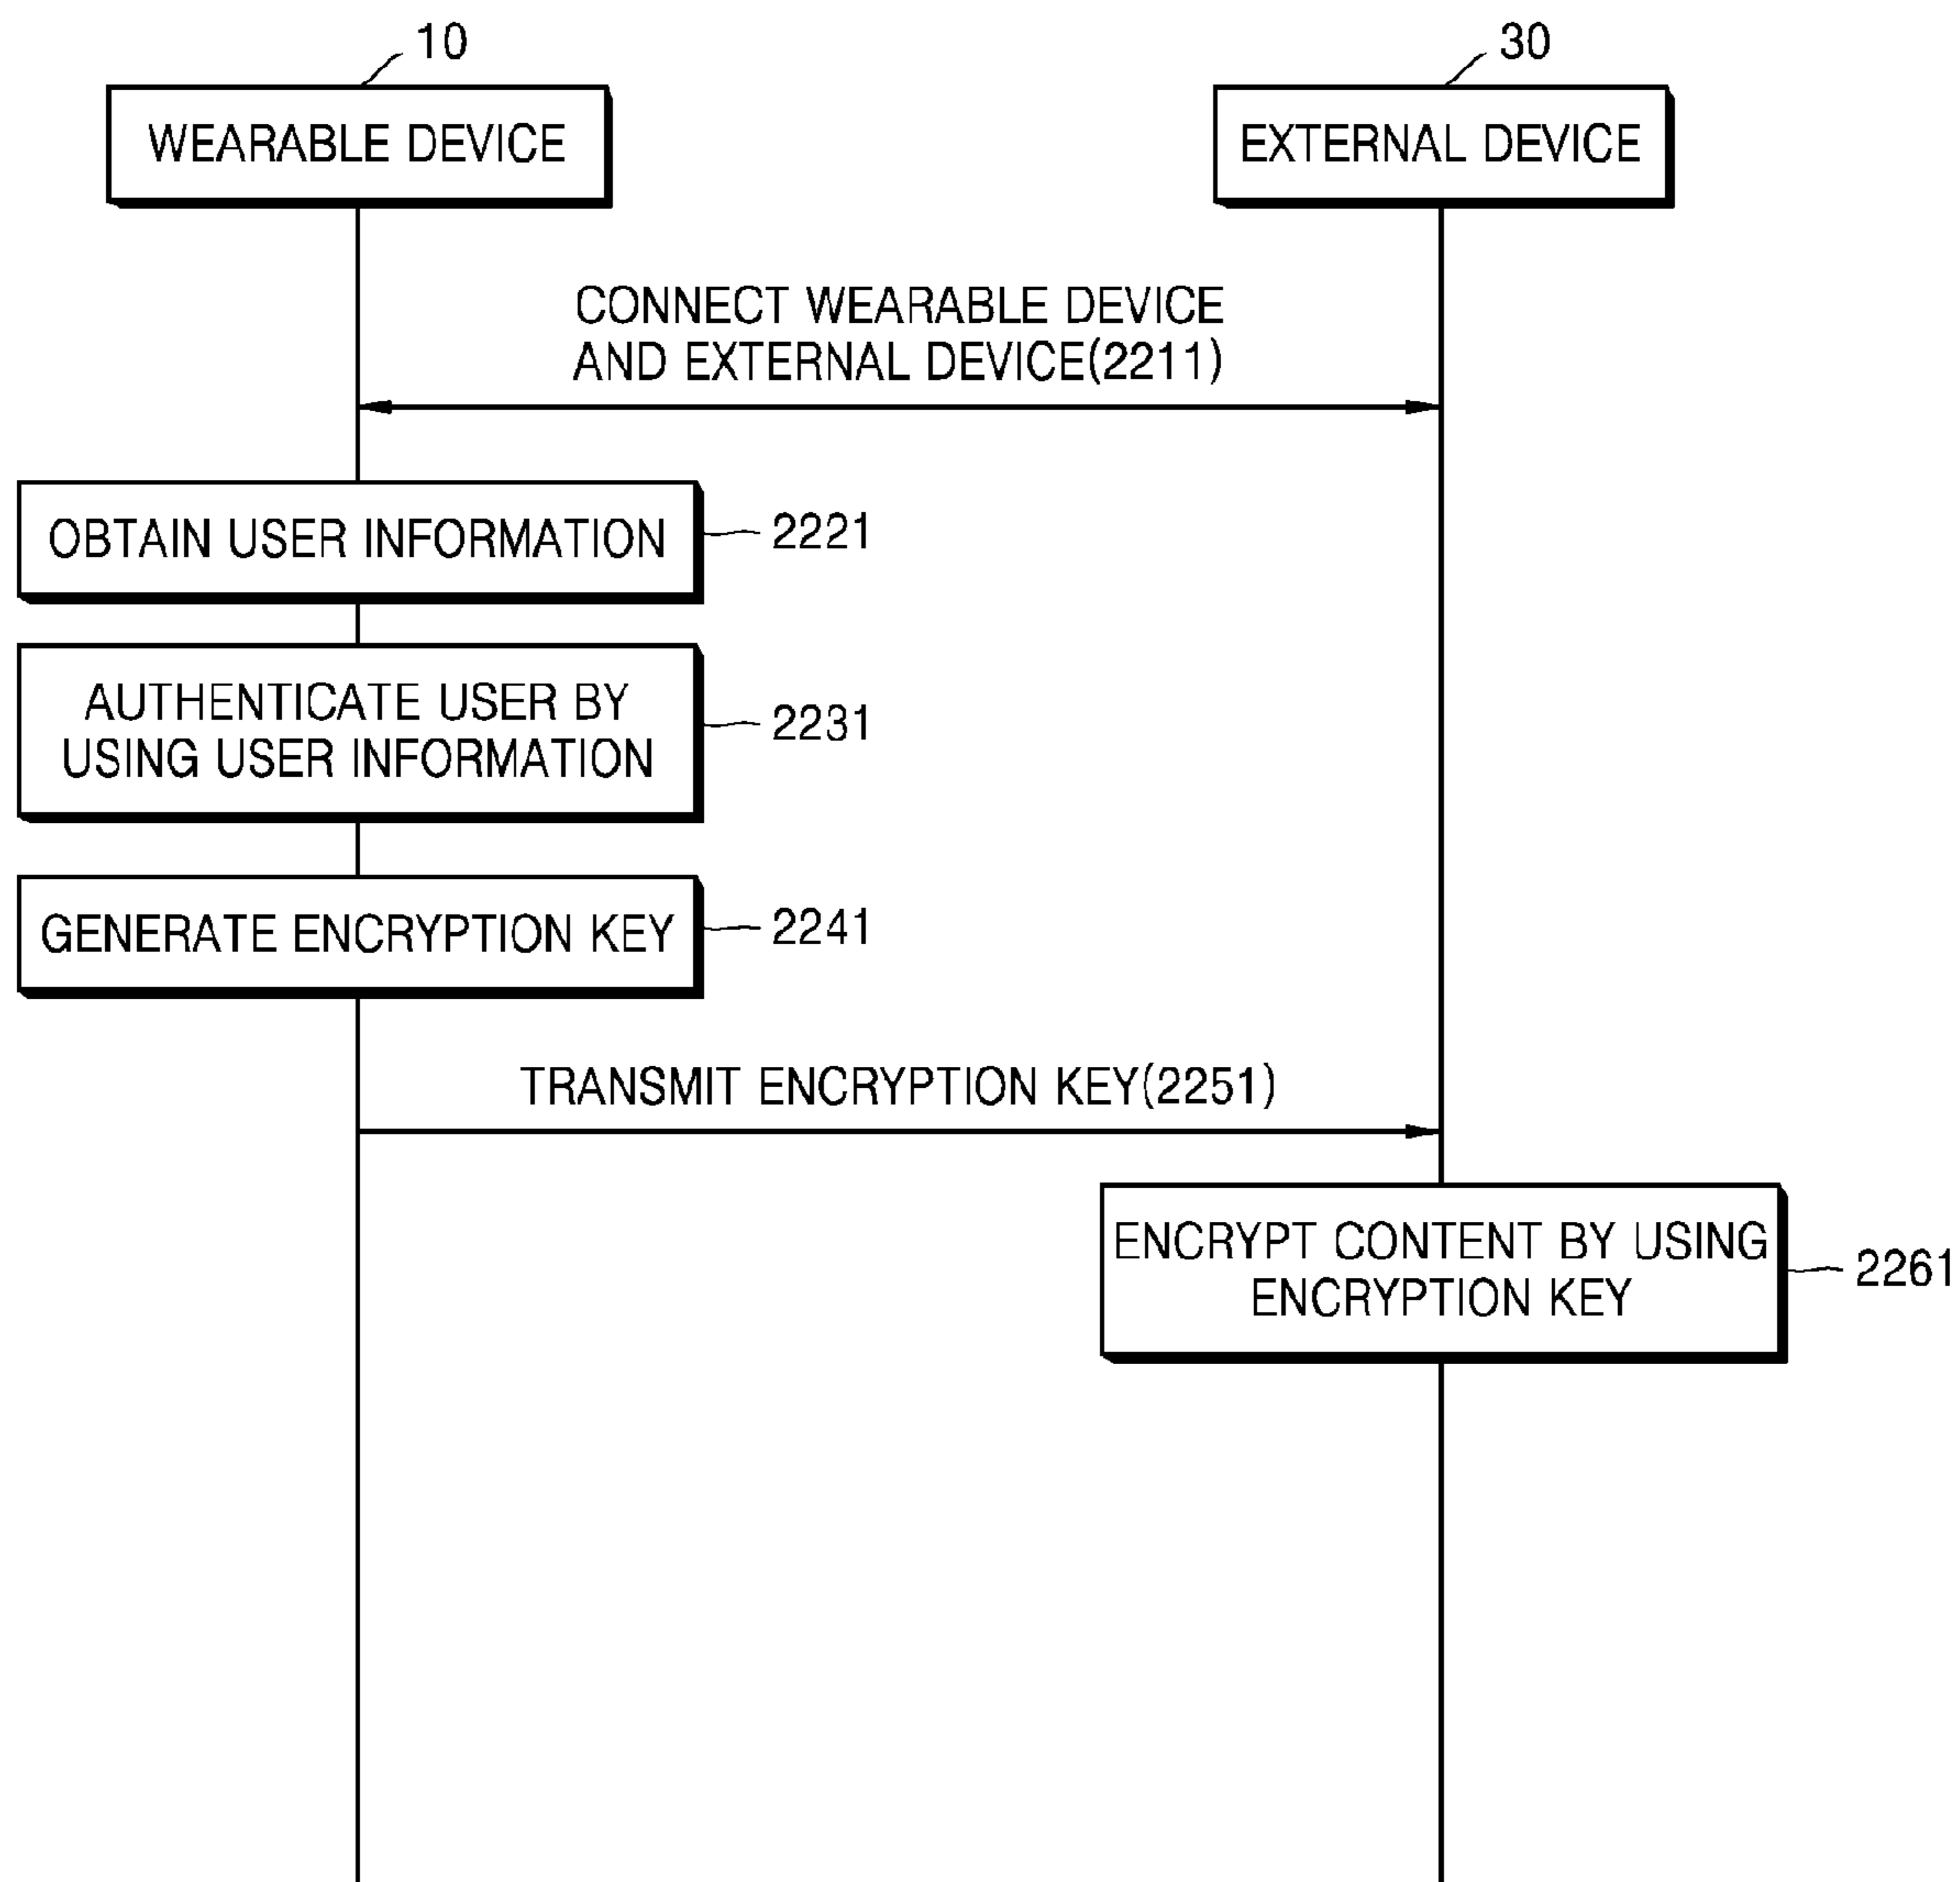 10
30
WEARABLE DEVICE
EXTERNAL DEVICE
CONNECT WEARABLE DEVICE
AND EXTERNAL DEVICE(2211)
OBTAIN USER INFORMATION
2221
AUTHENTICATE USER BY
USING USER INFORMATION
2231
GENERATE ENCRYPTION KEY
2241
TRANSMIT ENCRYPTION KEY(2251)
ENCRYPT CONTENT BY USING
ENCRYPTION KEY
2261